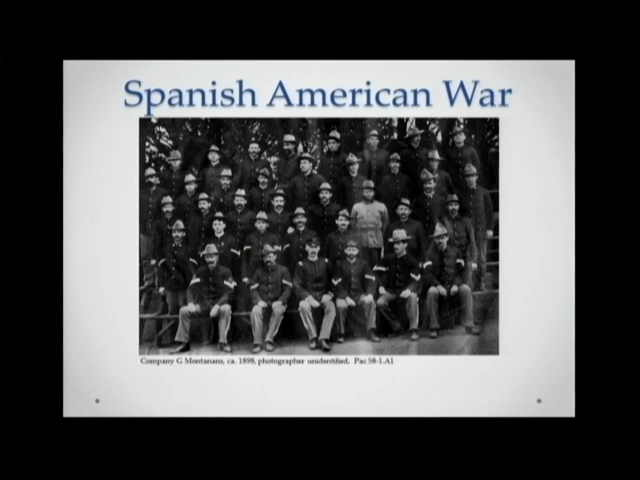 Spanish American War
Company G Montanans, ca. 1898, photographer unidentified, Pac 58-1.A1